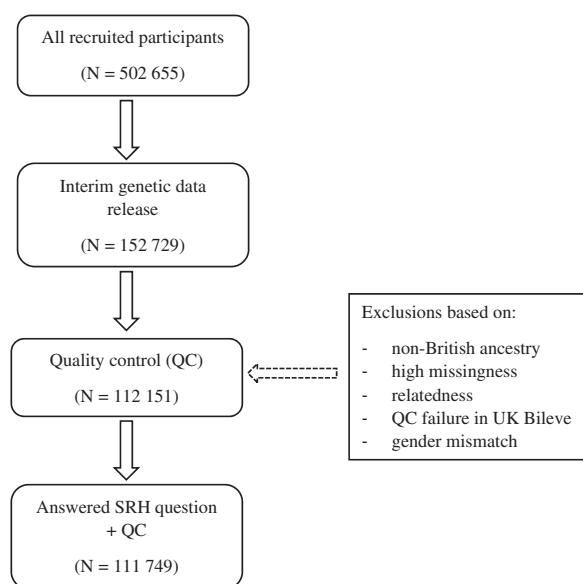 All recruited participants
(N = 502 655)
Interim genetic data
release
(N = 152 729)
Quality control (QC)
(N = 112 151)
Exclusions based on:
- non-British ancestry
- high missingness
- relatedness
- QC failure in UK Bileve
- gender mismatch
Answered SRH question
+ QC
(N = 111 749)